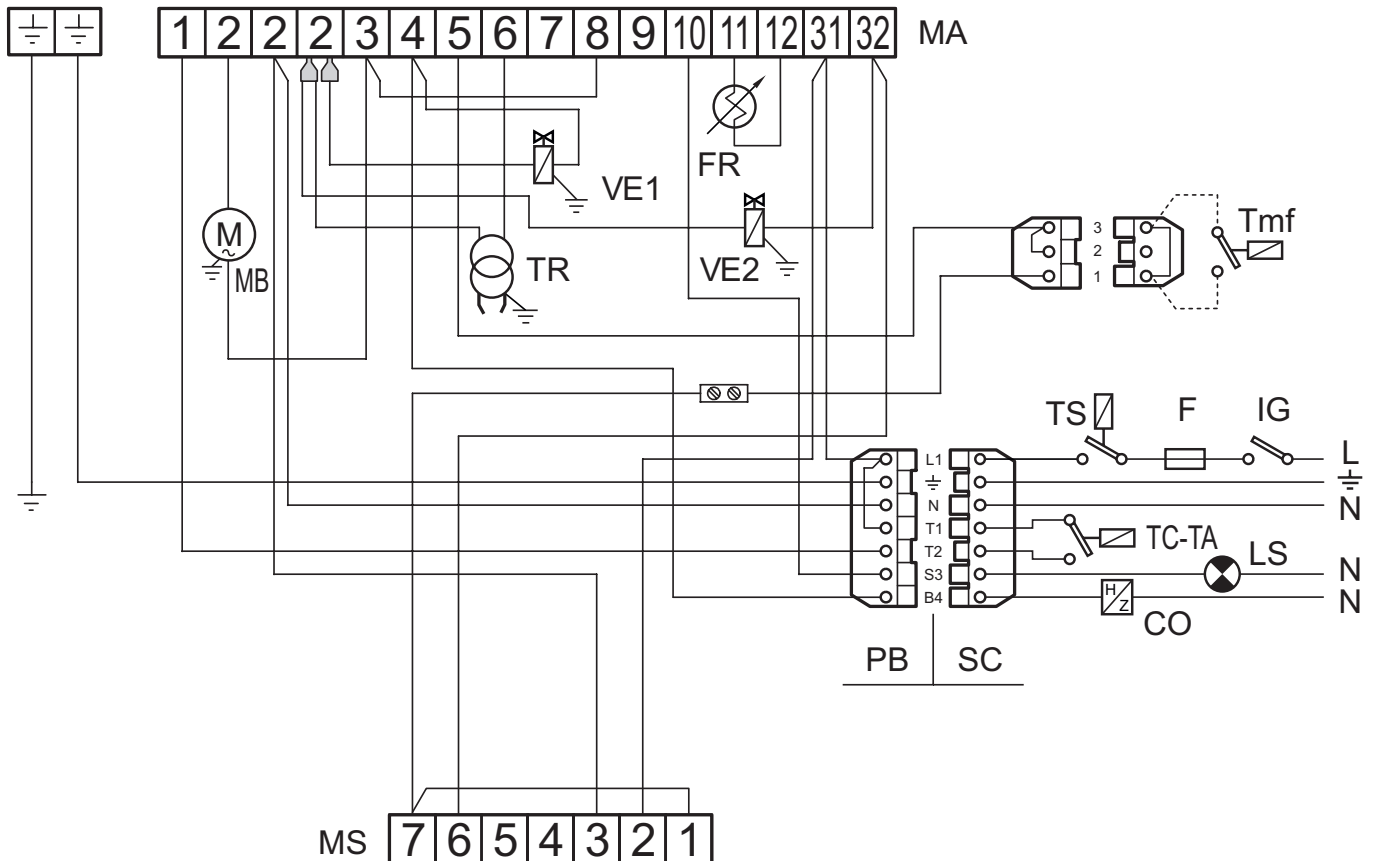 1 2 2 2 3 4 5 6 7 8 9 10 11 12 31 32 MA
FR
VE1
M
~
MB
TR
VE2
3
2
1
Tmf
TS F IG
L1 L
N N
T1
T2 TC-TA
S3 LS N
B4 H/Z N
CO
PB SC
MS 7 6 5 4 3 2 1